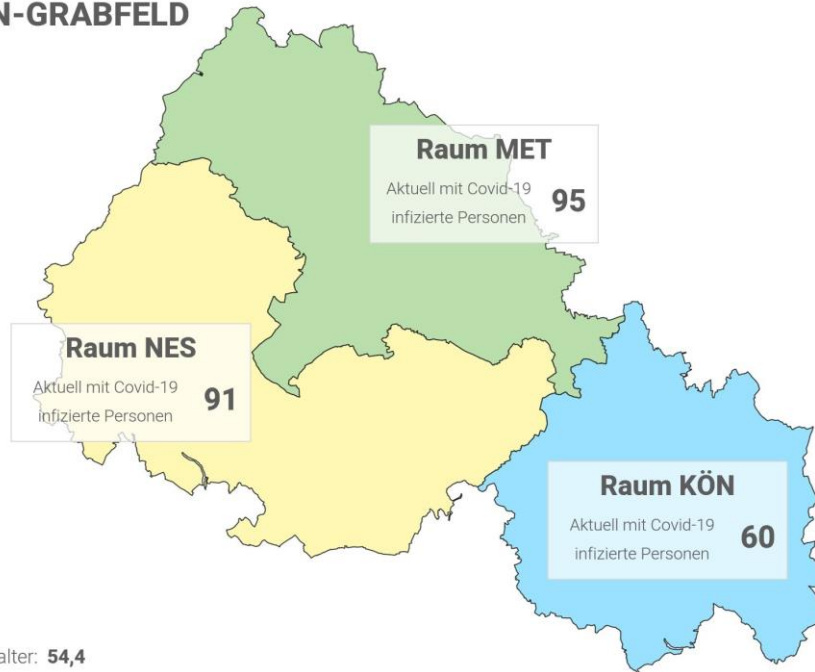 N-GRABFELD
Raum MET
Aktuell mit Covid-19
infizierte Personen
95
Raum NES
Aktuell mit Covid-19
infizierte Personen
91
Raum KÖN
Aktuell mit Covid-19
infizierte Personen
60
alter: 54,4